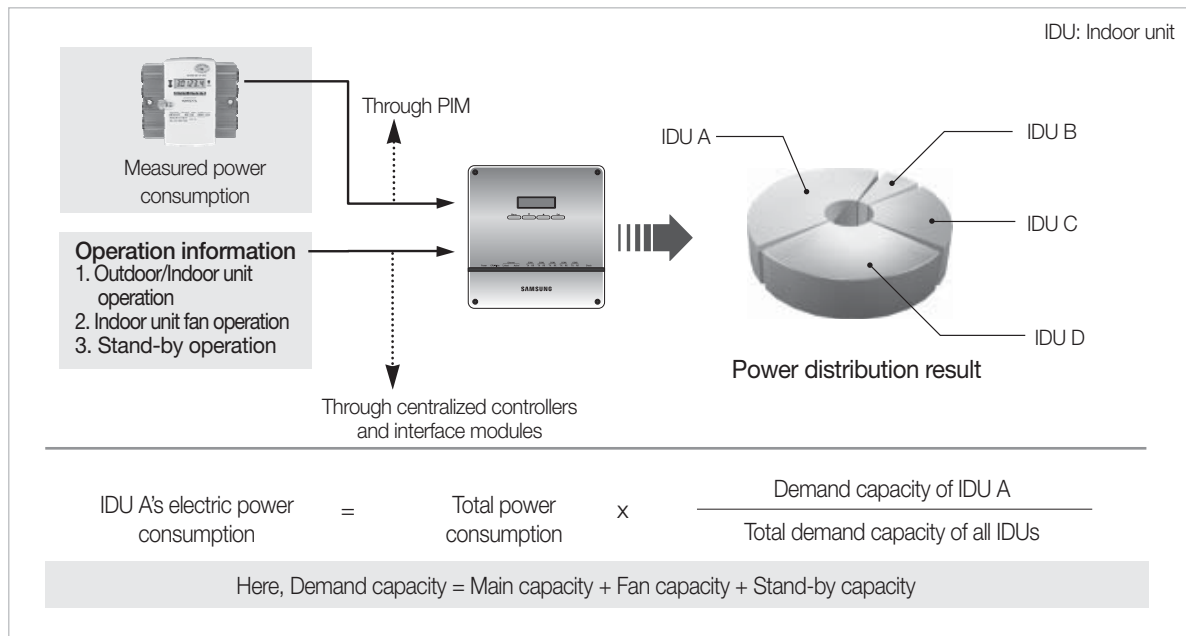 IDU: Indoor unit
Measured power
consumption
Through PIM
Operation information
1. Outdoor/Indoor unit
operation
2. Indoor unit fan operation
3. Stand-by operation
Through centralized controllers
and interface modules
SAMSUNG
IDU A
IDU B
IDU C
IDU D
Power distribution result
IDU A's electric power
consumption
=
Total power
consumption
x
Demand capacity of IDU A
Total demand capacity of all IDUs
Here, Demand capacity = Main capacity + Fan capacity + Stand-by capacity